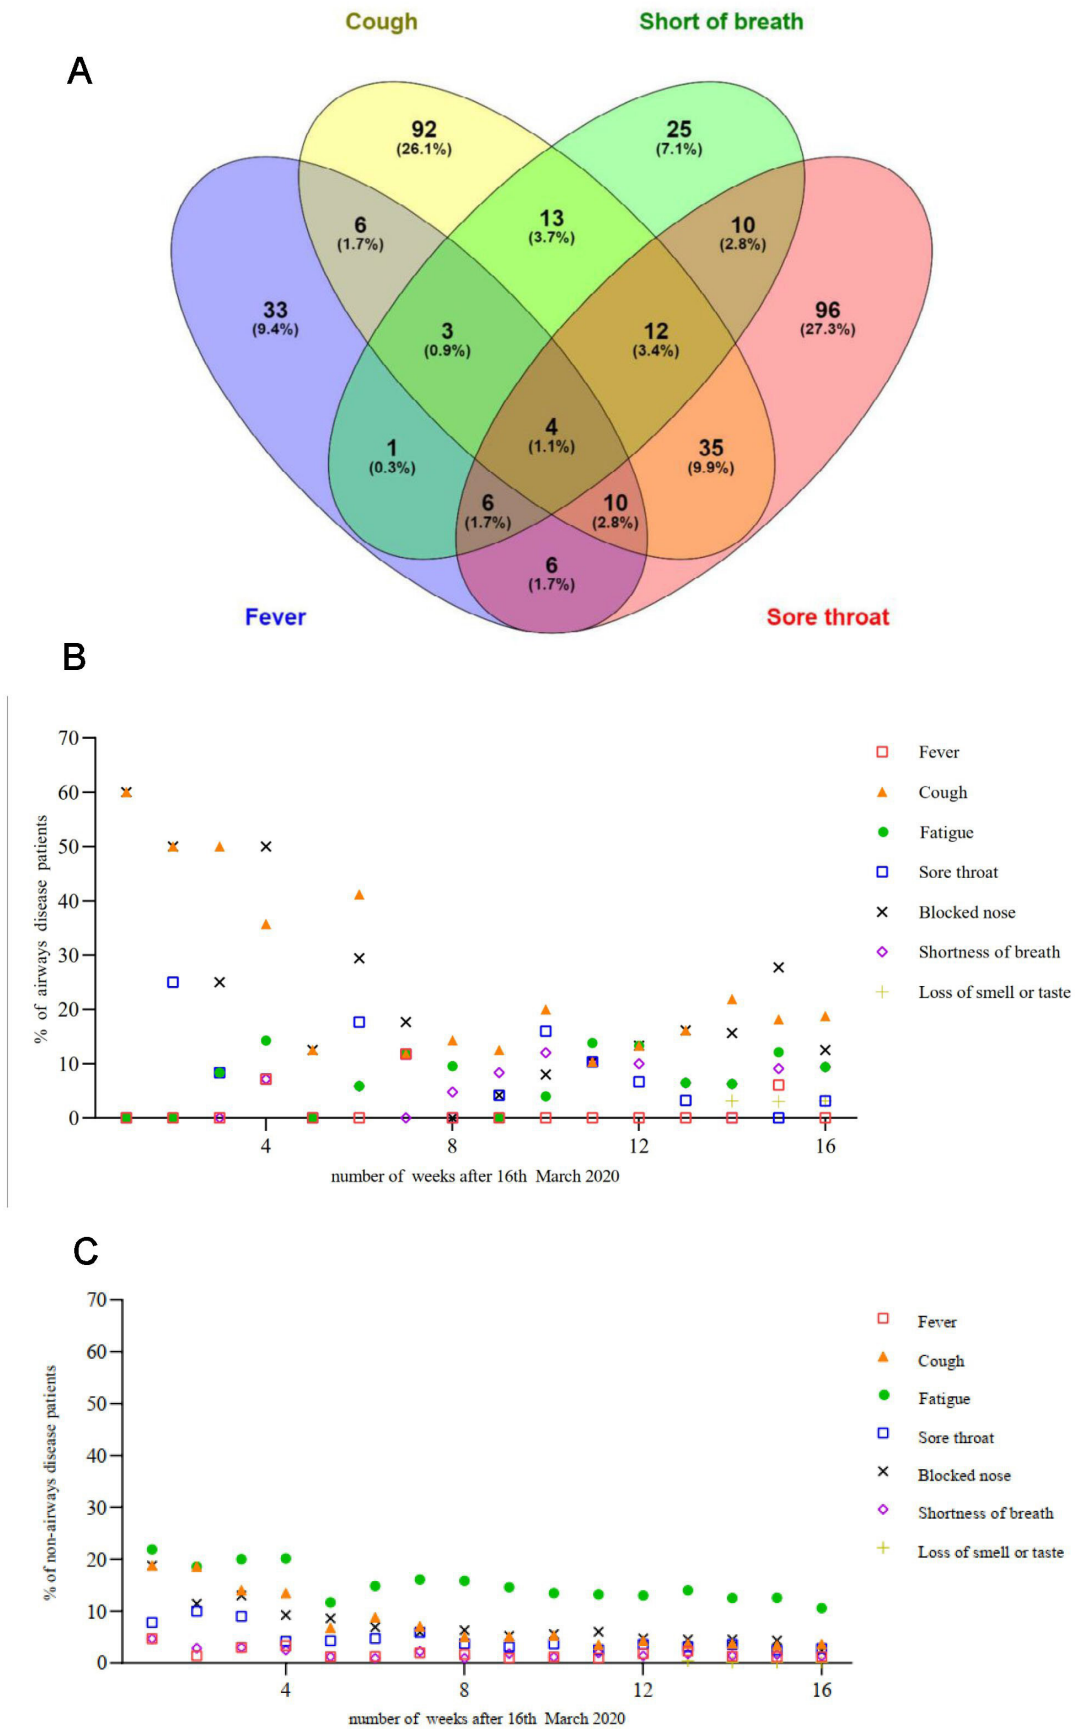 Cough
Short of breath
A
92
(26.1%)
25
(7.1%)
6
(1.7%)
13
(3.7%)
10
(2.8%)
33
(9.4%)
3
(0.9%)
12
(3.4%)
96
(27.3%)
4
(1.1%)
1
(0.3%)
35
(9.9%)
6
(1.7%)
10
(2.8%)
6
(1.7%)
Fever
Sore throat
B
% of airways disease patients
70
60
50
40
30
20
10
0
4
8
12
16
number of weeks after 16th March 2020
Fever
Cough
Fatigue
Sore throat
Blocked nose
Shortness of breath
Loss of smell or taste
C
% of non-airways disease patients
70
60
50
40
30
20
10
0
4
8
12
16
number of weeks after 16th March 2020
Fever
Cough
Fatigue
Sore throat
Blocked nose
Shortness of breath
Loss of smell or taste